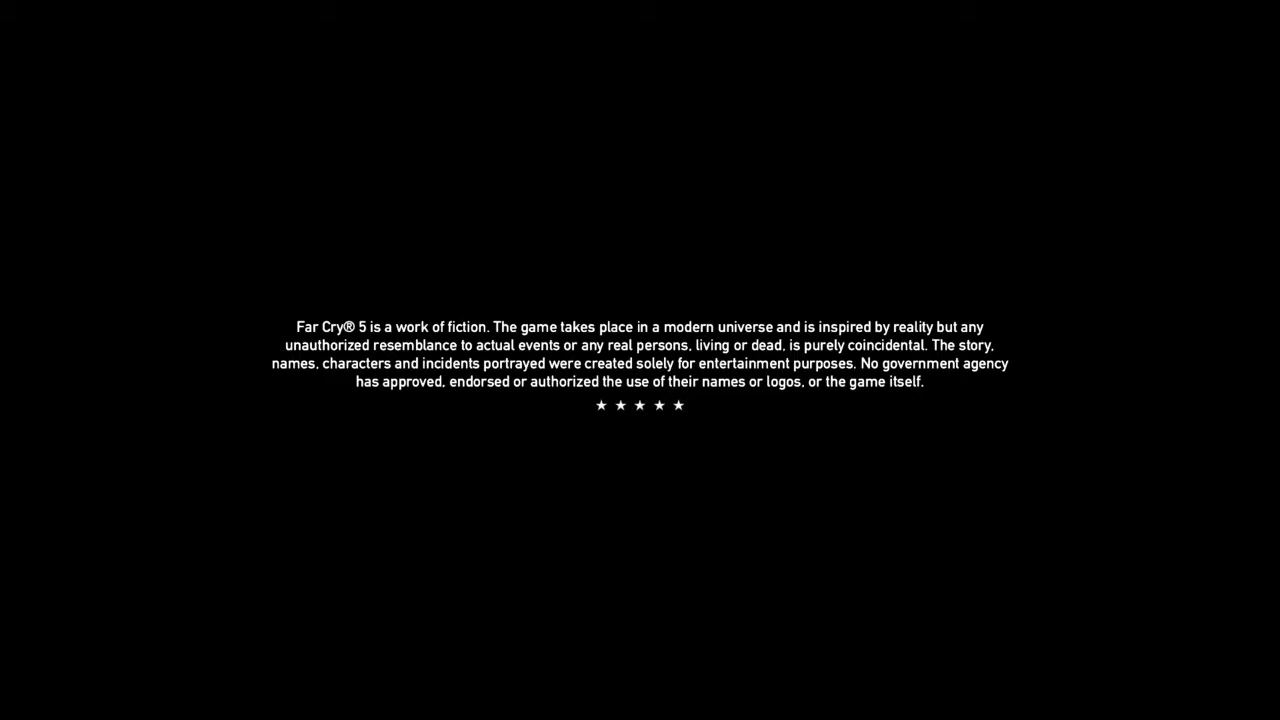 Far Cry® 5 is a work of fiction. The game takes place in a modern universe and is inspired by reality but any
unauthorized resemblance to actual events or any real persons, living or dead, is purely coincidental. The story,
names, characters and incidents portrayed were created solely for entertainment purposes. No government agency
has approved, endorsed or authorized the use of their names or logos, or the game itself.
★ ★ ★ ★ ★